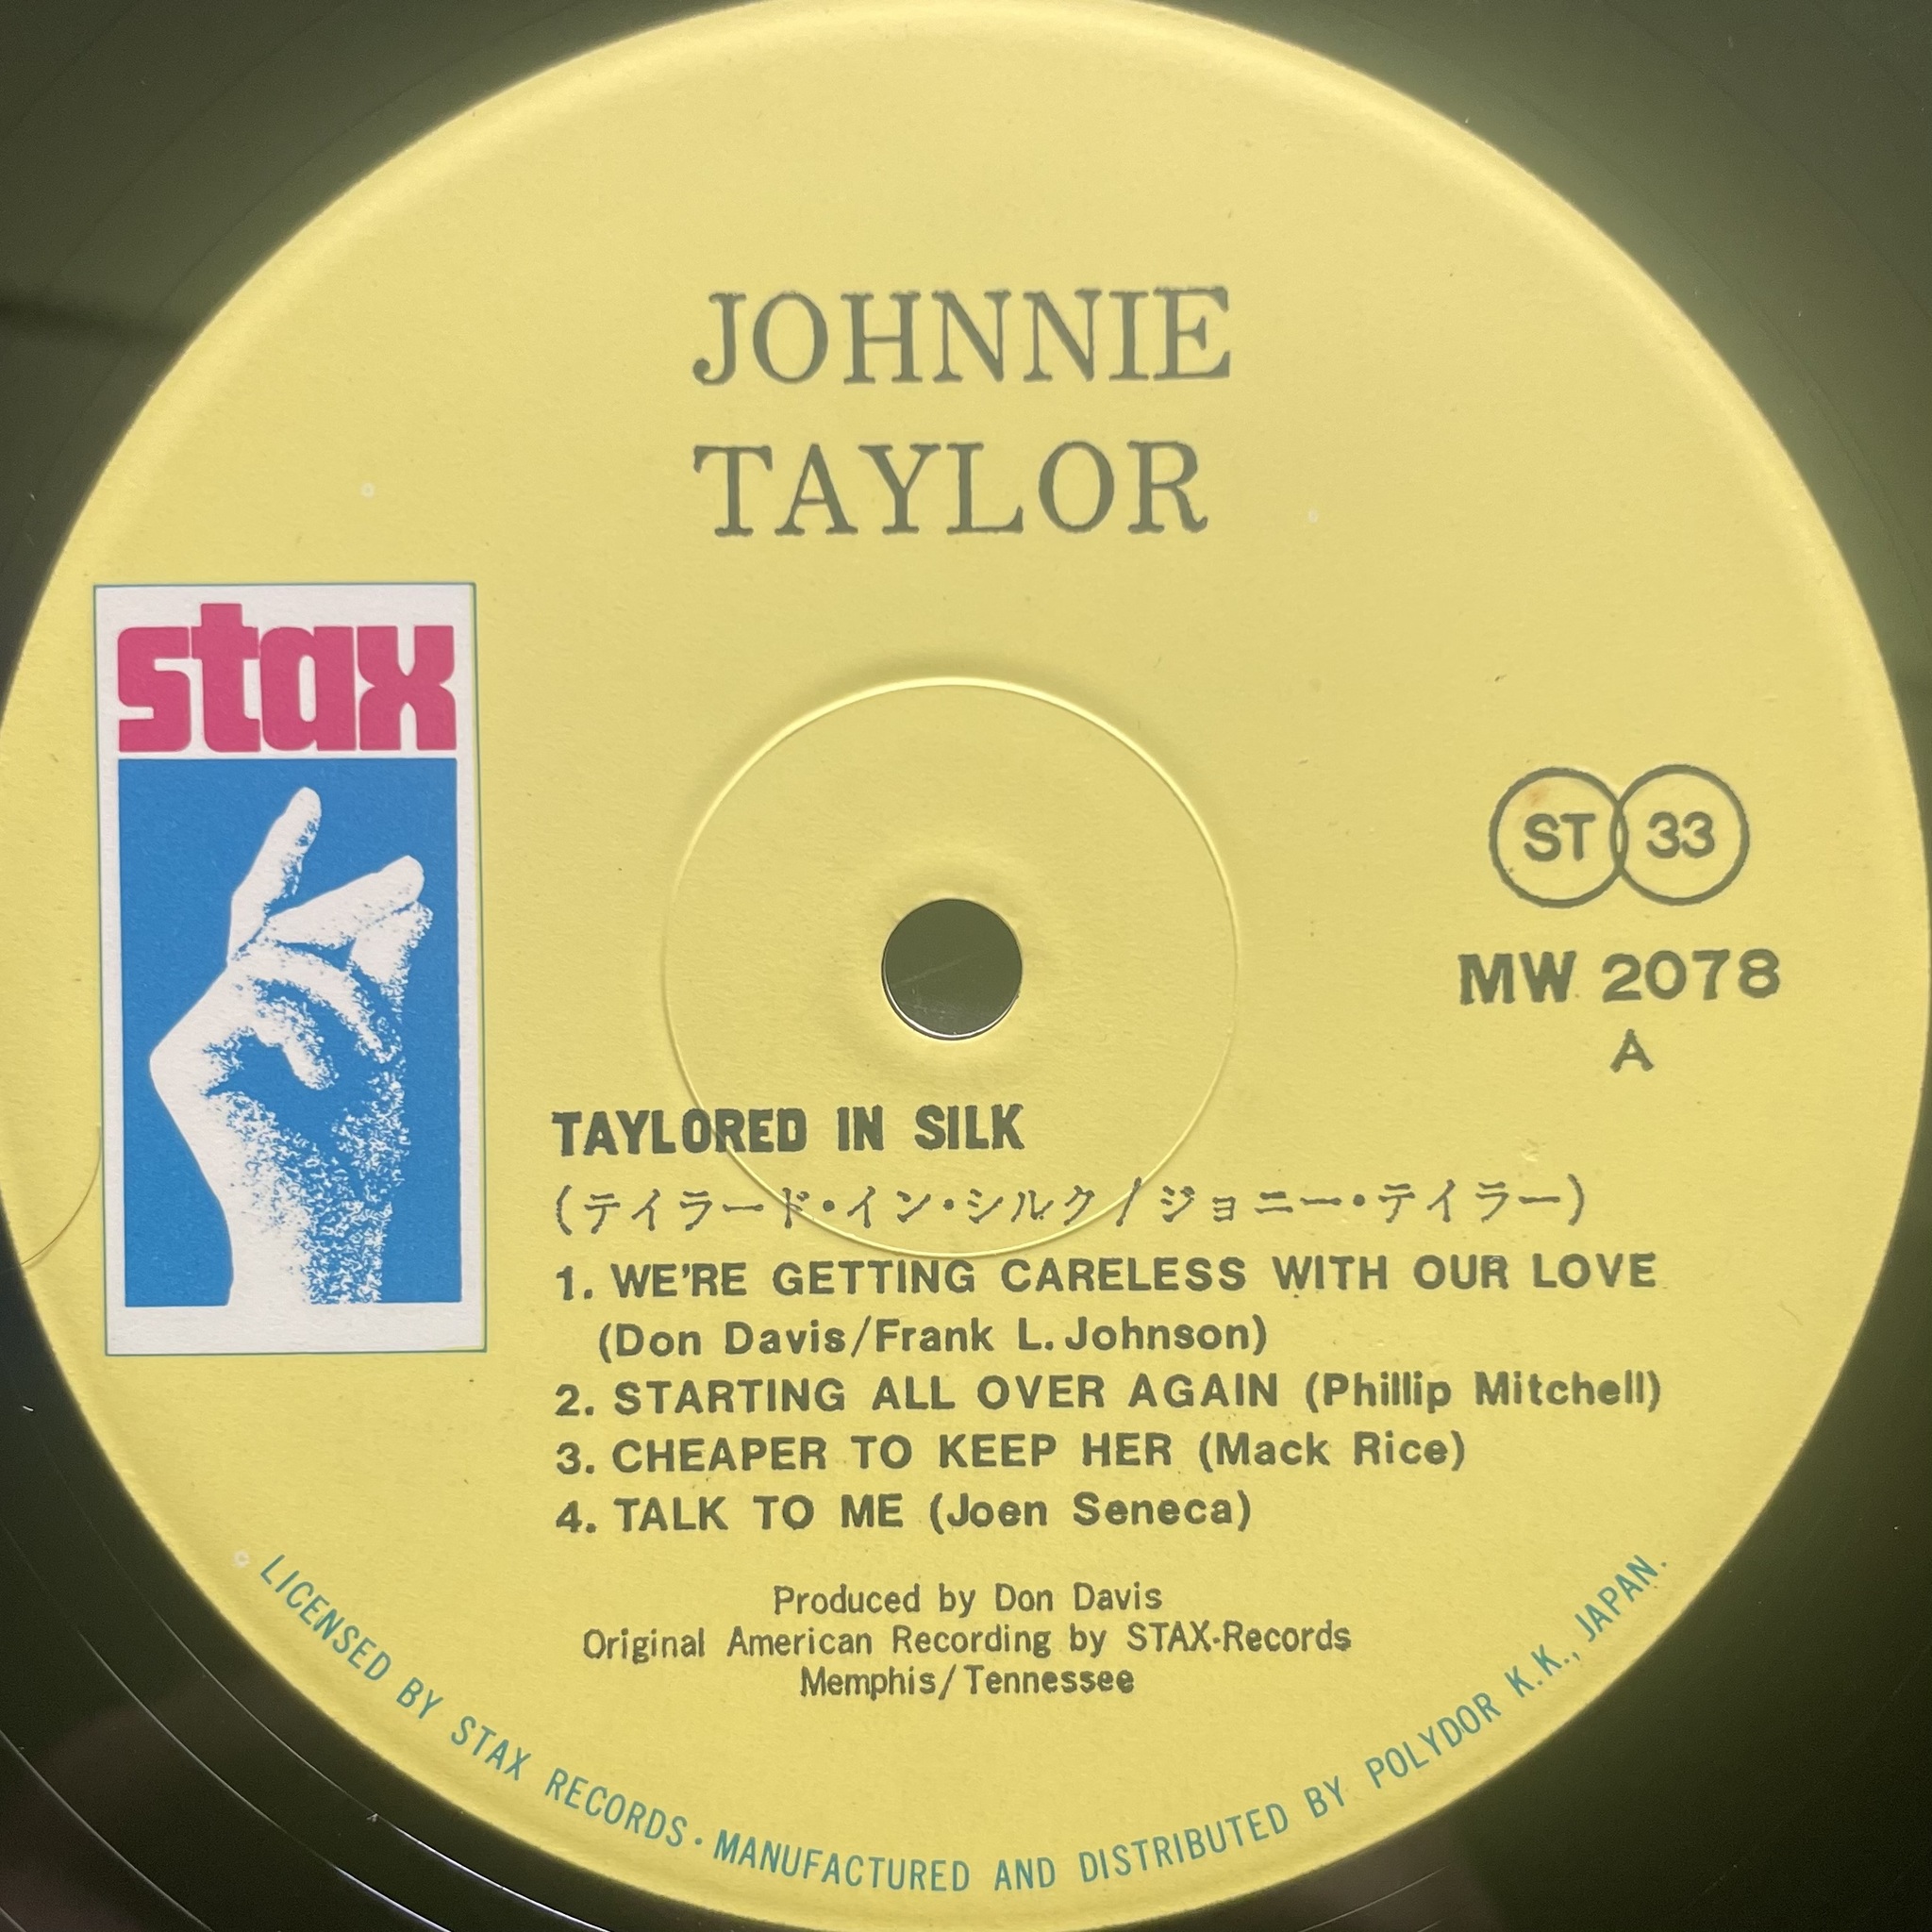 JOHNNIE
TAYLOR
stax
ST 33
MW 2078
A
TAYLORED IN SILK
(テイラード・イン・シルク/ジョニー・テイラー)
1. WE'RE GETTING CARELESS WITH OUR LOVE
(Don Davis/Frank L. Johnson)
2. STARTING ALL OVER AGAIN (Phillip Mitchell)
3. CHEAPER TO KEEP HER (Mack Rice)
4. TALK TO ME (Joen Seneca)
Produced by Don Davis
Original American Recording by STAX-Records
Memphis/Tennessee
LICENSED BY STAX RECORDS · MANUFACTURED AND DISTRIBUTED BY POLYDOR K.K., JAPAN.